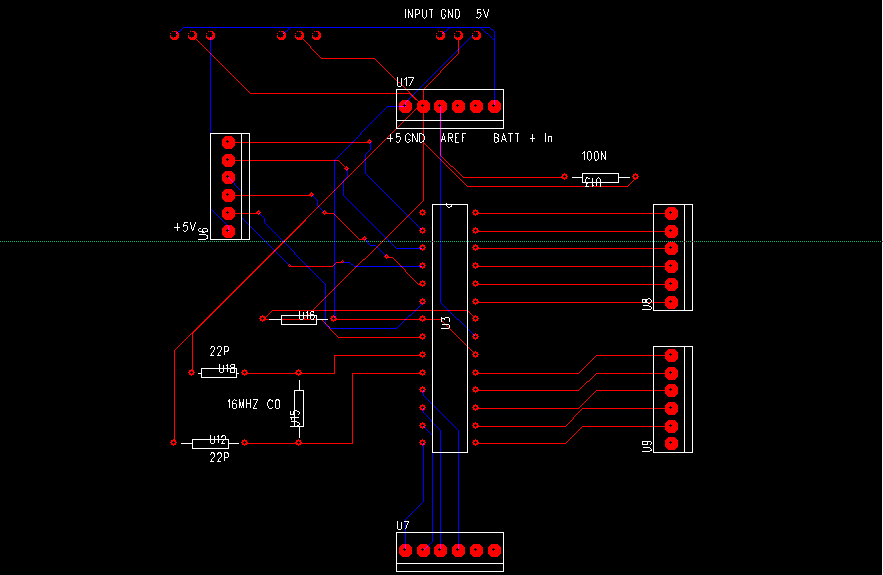 INPUT GND 5V
U17
+5 GND AREF BATT + In
100N
U13
+5V
U6
U8
U16
U3
22P
U18
16MHZ CO
U15
U12
22P
U9
U7